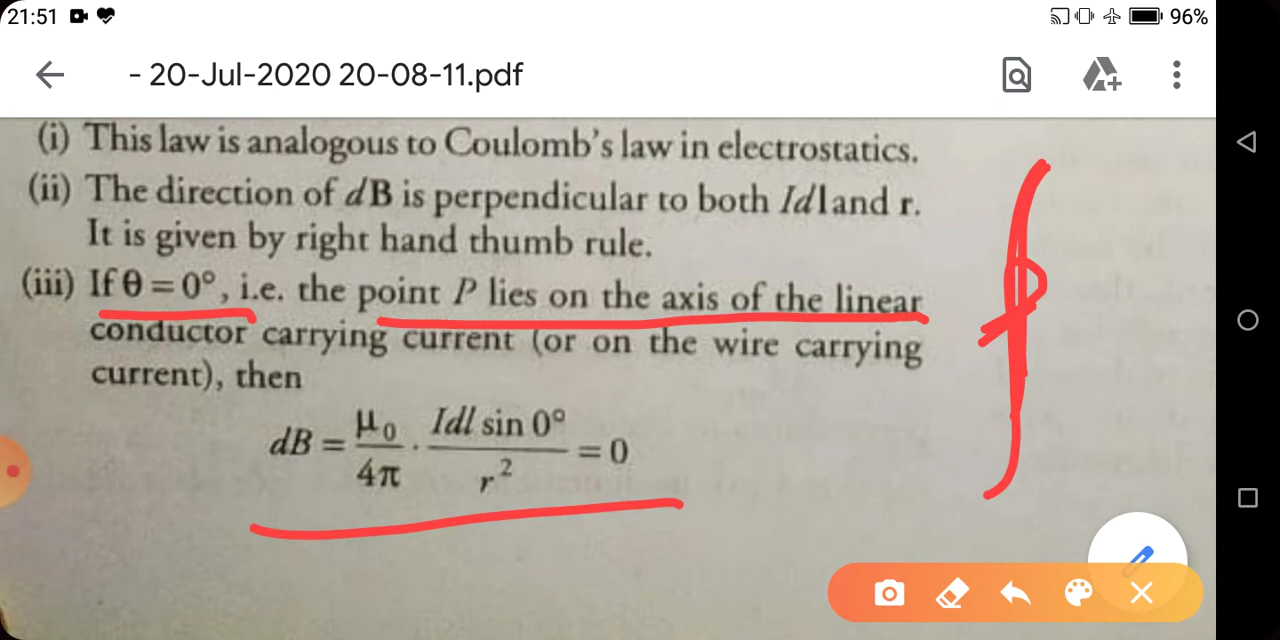 21:51 96%
- 20-Jul-2020 20-08-11.pdf
(i) This law is analogous to Coulomb's law in electrostatics.
(ii) The direction of dB is perpendicular to both Idl and r.
It is given by right hand thumb rule.
(iii) If θ = 0°, i.e. the point P lies on the axis of the linear
conductor carrying current (or on the wire carrying
current), then
dB = μ₀/4π · Idl sin 0°/r² = 0